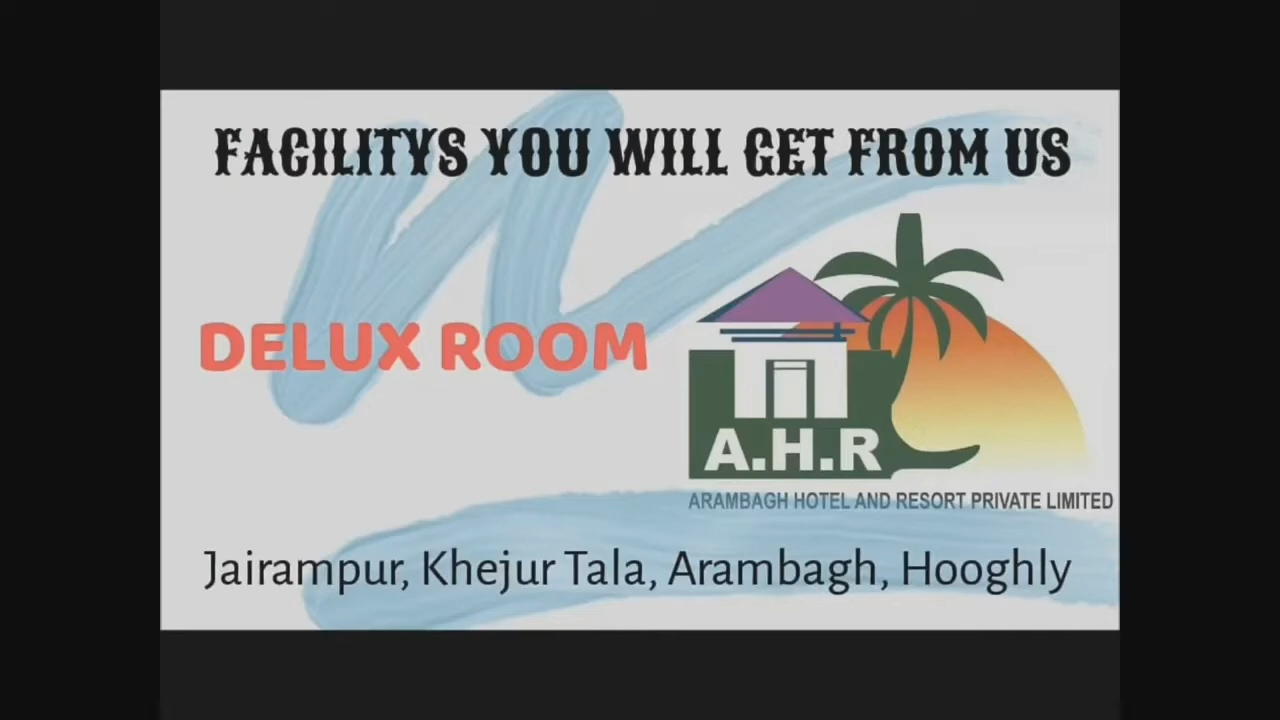 FACILITYS YOU WILL GET FROM US
DELUX ROOM
A.H.R
ARAMBAGH HOTEL AND RESORT PRIVATE LIMITED
Jairampur, Khejur Tala, Arambagh, Hooghly